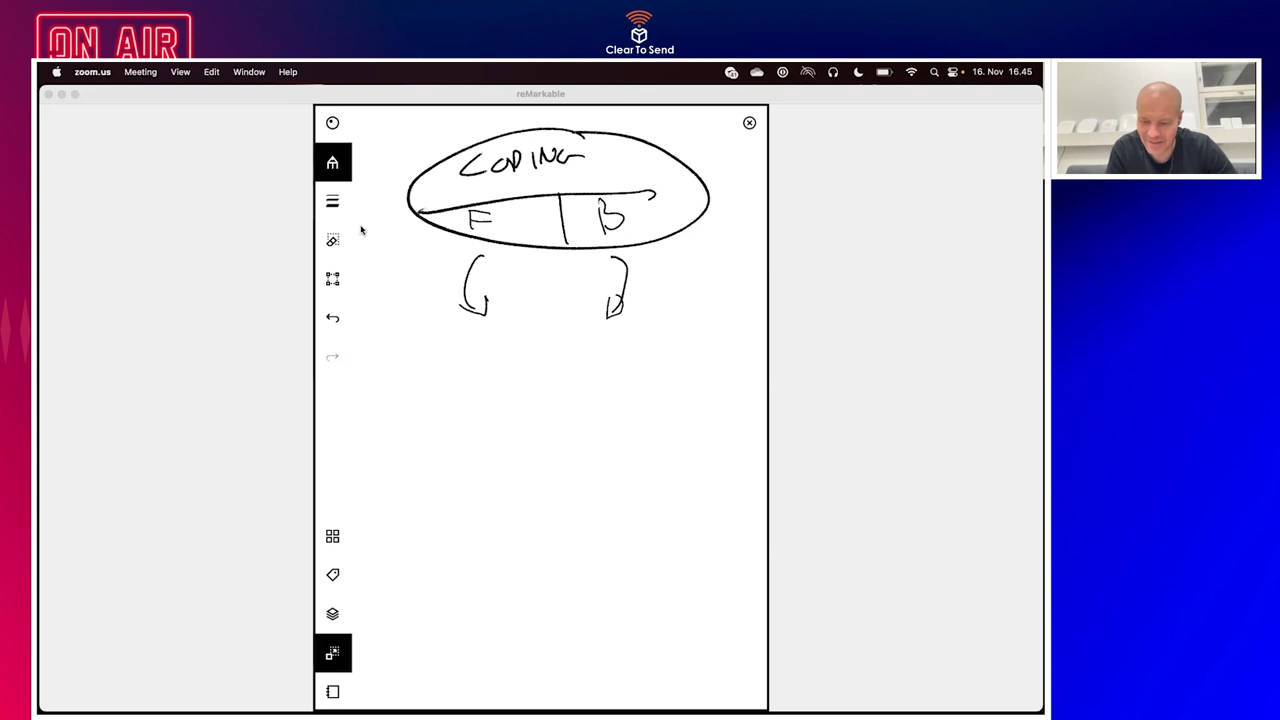 ON AIR
Clear To Send
zoom.us Meeting View Edit Window Help 16. Nov 16.45
reMarkable
CODING
F B